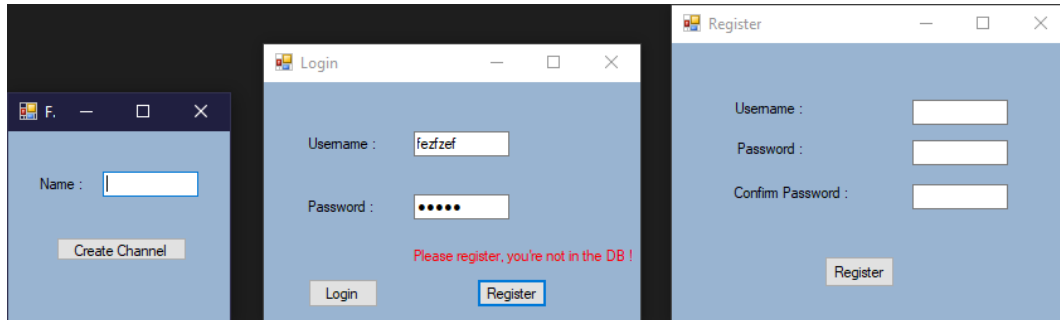 F.
Name :
Create Channel
Login
Username :
fezfzef
Password :
•••••
Please register, you're not in the DB !
Login
Register
Register
Username :
Password :
Confirm Password :
Register